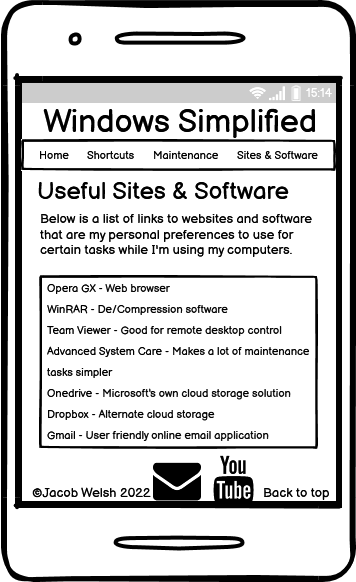 15:14
Windows Simplified
Home Shortcuts Maintenance Sites & Software
Useful Sites & Software
Below is a list of links to websites and software
that are my personal preferences to use for
certain tasks while I'm using my computers.
Opera GX - Web browser
WinRAR - De/Compression software
Team Viewer - Good for remote desktop control
Advanced System Care - Makes a lot of maintenance
tasks simpler
Onedrive - Microsoft's own cloud storage solution
Dropbox - Alternate cloud storage
Gmail - User friendly online email application
You
Tube
©Jacob Welsh 2022 Back to top